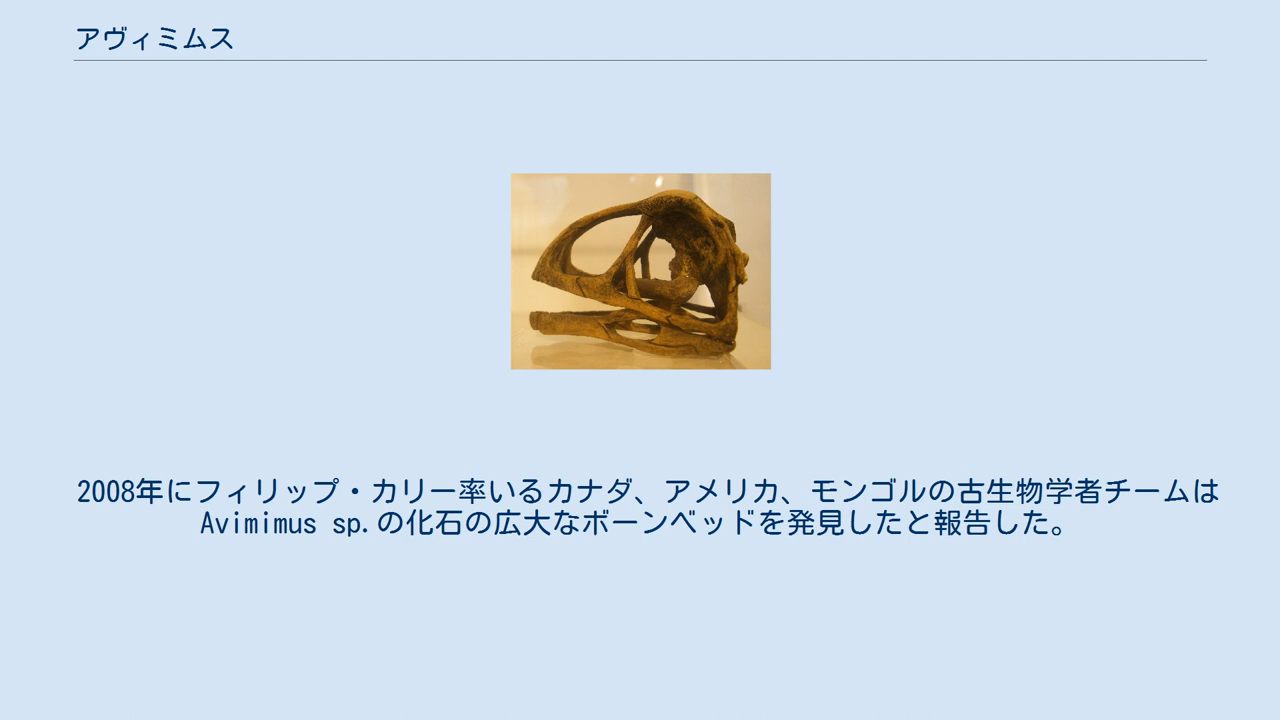 アヴィミムス
2008年にフィリップ・カリー率いるカナダ、アメリカ、モンゴルの古生物学者チームは
Avimimus sp.の化石の広大なボーンベッドを発見したと報告した。